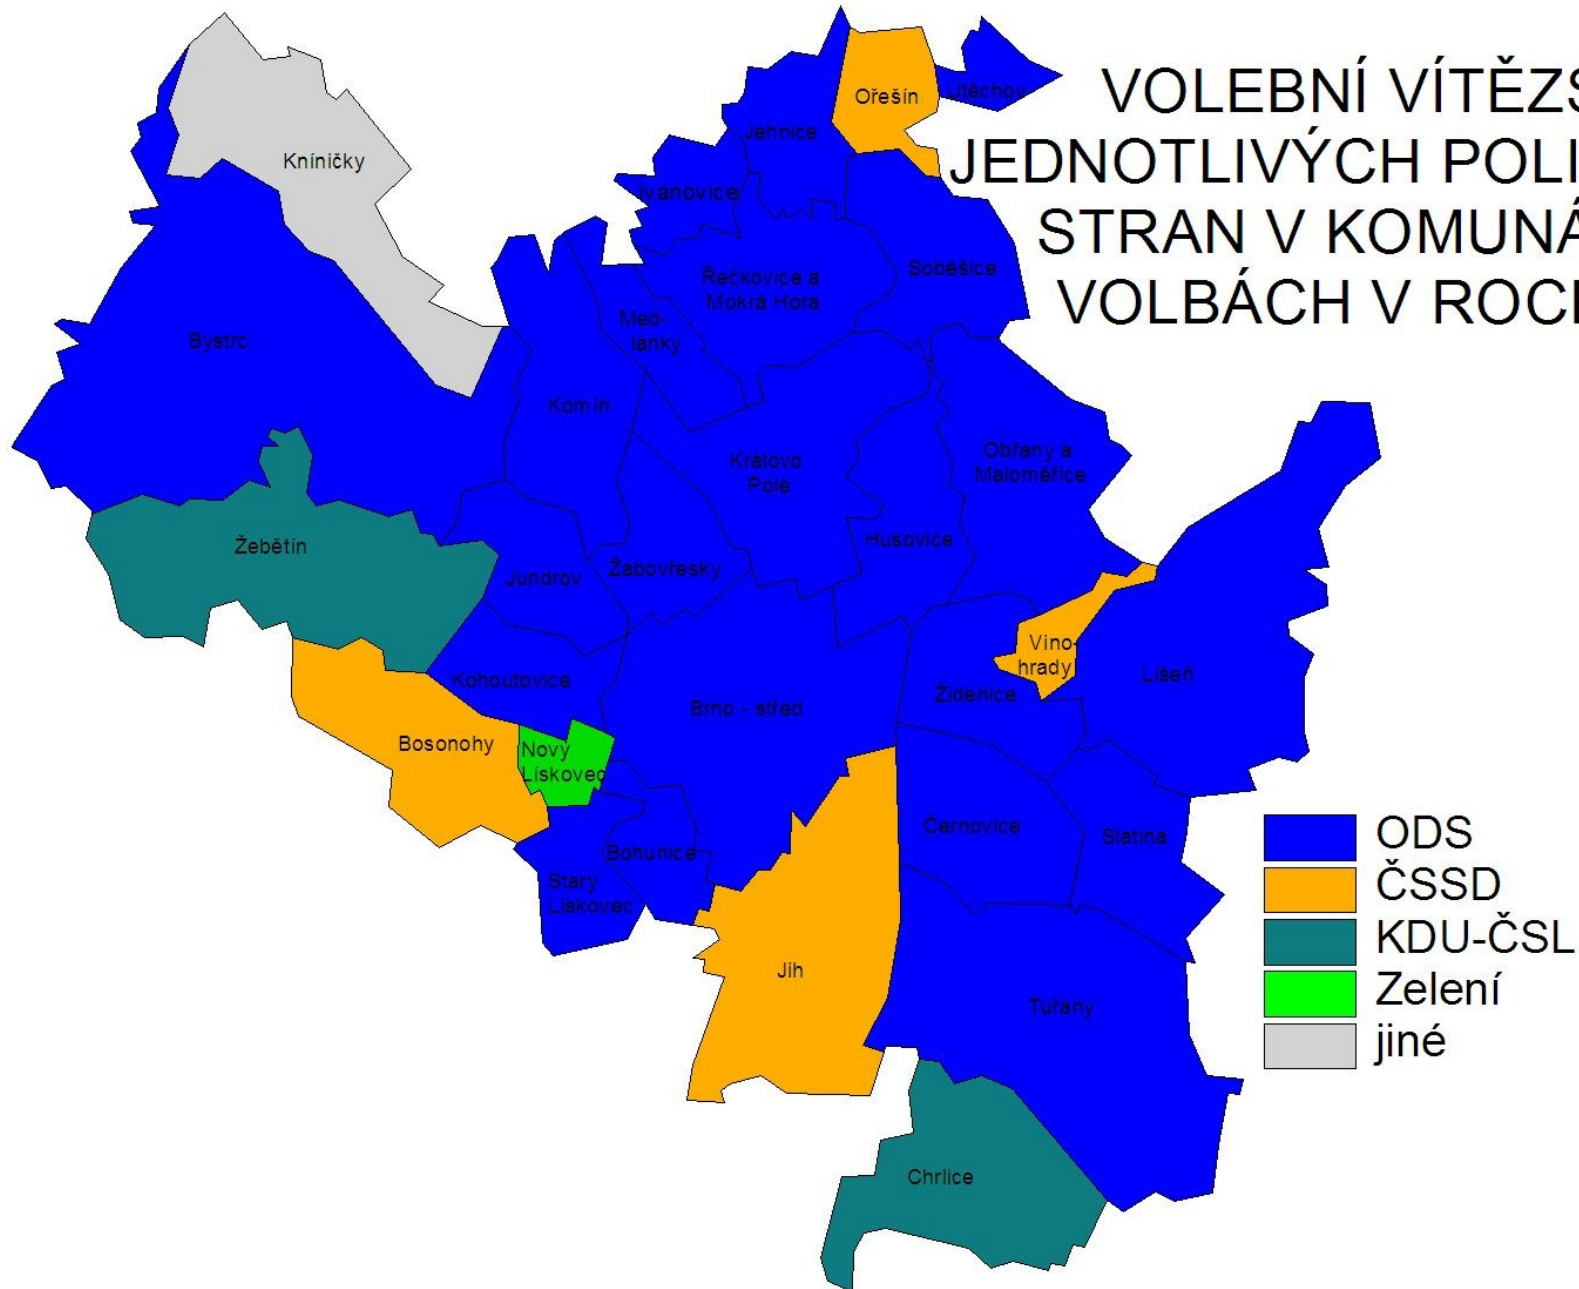 VOLEBNÍ VÍTĚZS
JEDNOTLIVÝCH POLI
STRAN V KOMUNÁ
VOLBÁCH V ROCI
Ořešín
Útěchov
Jehnice
Kníničky
Ivanovice
Soběšice
Řečkovice a
Mokrá Hora
Med-
lánky
Bystrc
Komín
Královo
Pole
Obřany a
Maloměřice
Husovice
Žebětín
Jundrov
Žabovřesky
Vino-
hrady
Líšeň
Kohoutovice
Židenice
Brno - střed
Bosonohy
Nový
Lískovec
Černovice
Slatina
Bohunice
Starý
Lískovec
Jih
Tuřany
Chrlice
ODS
ČSSD
KDU-ČSL
Zelení
jiné